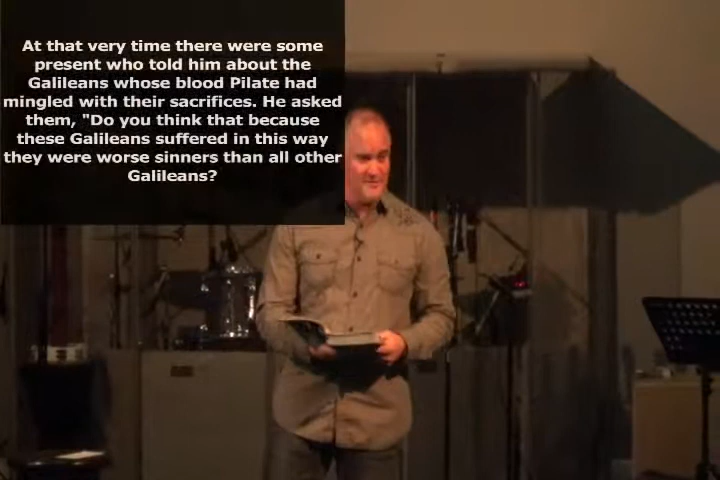 At that very time there were some
present who told him about the
Galileans whose blood Pilate had
mingled with their sacrifices. He asked
them, "Do you think that because
these Galileans suffered in this way
they were worse sinners than all other
Galileans?